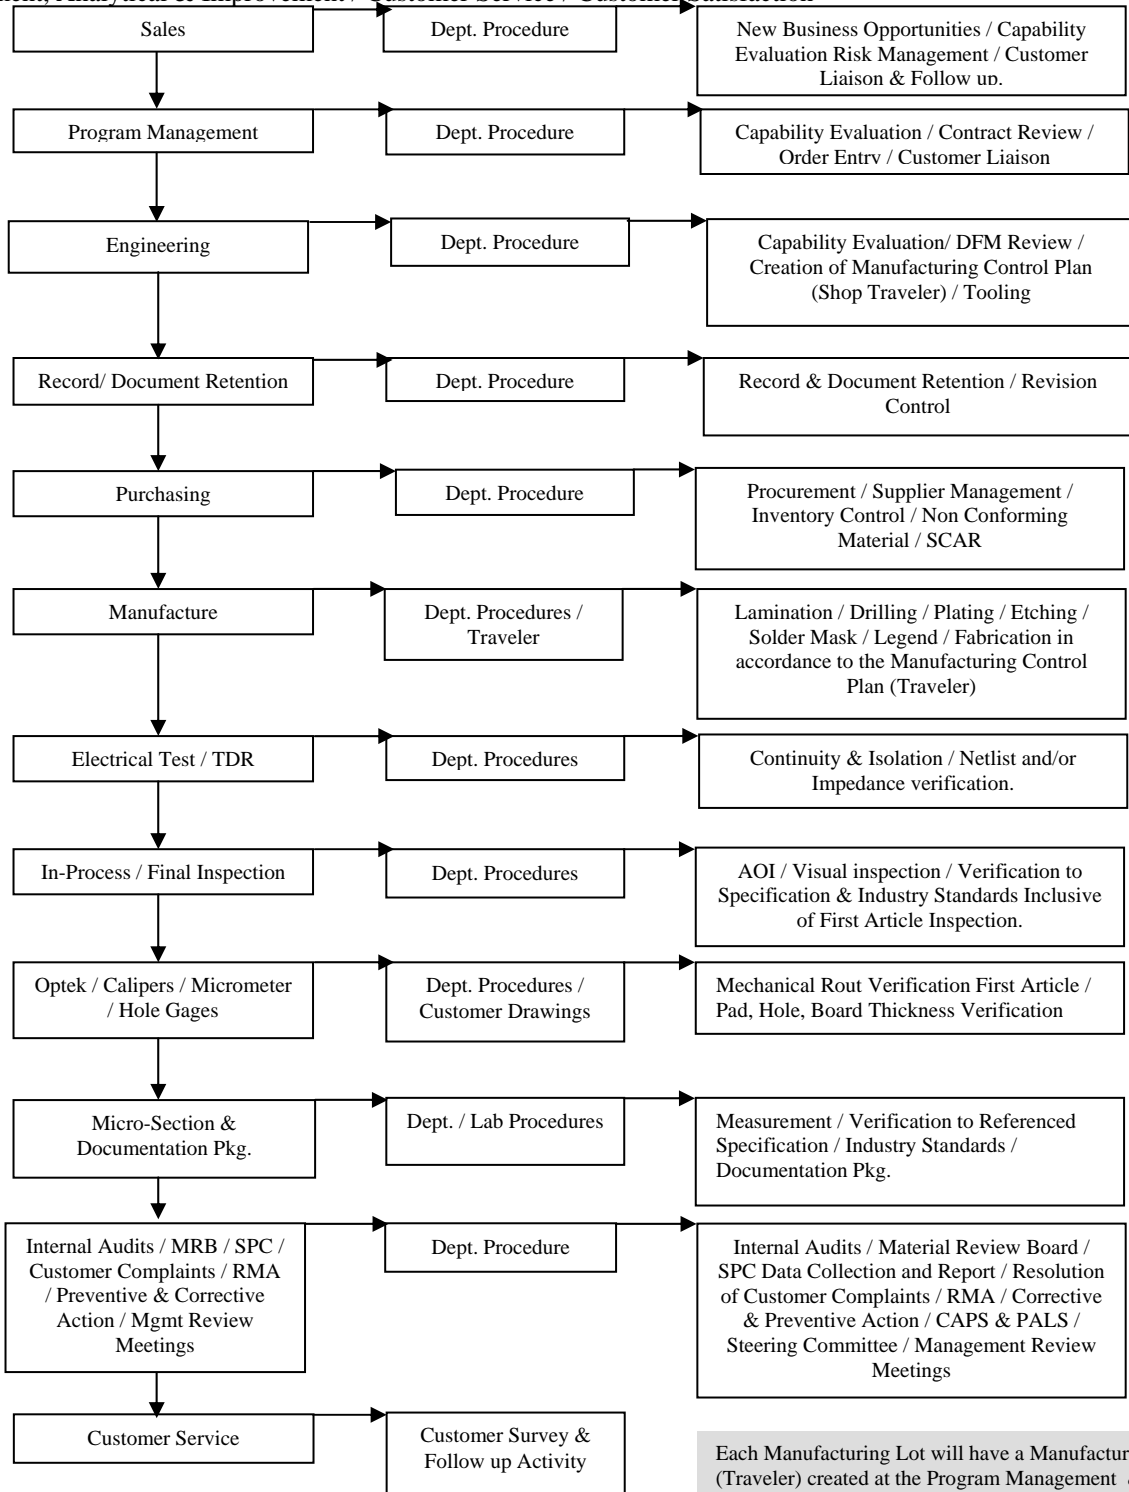 Analytical & Improvement / Customer Service / Customer Satisfaction
Sales
Dept. Procedure
New Business Opportunities / Capability
Evaluation Risk Management / Customer
Liaison & Follow up.
Program Management
Dept. Procedure
Capability Evaluation / Contract Review /
Order Entry / Customer Liaison
Engineering
Dept. Procedure
Capability Evaluation/ DFM Review /
Creation of Manufacturing Control Plan
(Shop Traveler) / Tooling
Record/ Document Retention
Dept. Procedure
Record & Document Retention / Revision
Control
Purchasing
Dept. Procedure
Procurement / Supplier Management /
Inventory Control / Non Conforming
Material / SCAR
Manufacture
Dept. Procedures /
Traveler
Lamination / Drilling / Plating / Etching /
Solder Mask / Legend / Fabrication in
accordance to the Manufacturing Control
Plan (Traveler)
Electrical Test / TDR
Dept. Procedures
Continuity & Isolation / Netlist and/or
Impedance verification.
In-Process / Final Inspection
Dept. Procedures
AOI / Visual inspection / Verification to
Specification & Industry Standards Inclusive
of First Article Inspection.
Optek / Calipers / Micrometer
/ Hole Gages
Dept. Procedures /
Customer Drawings
Mechanical Rout Verification First Article /
Pad, Hole, Board Thickness Verification
Micro-Section &
Documentation Pkg.
Dept. / Lab Procedures
Measurement / Verification to Referenced
Specification / Industry Standards /
Documentation Pkg.
Internal Audits / MRB / SPC /
Customer Complaints / RMA
/ Preventive & Corrective
Action / Mgmt Review
Meetings
Dept. Procedure
Internal Audits / Material Review Board /
SPC Data Collection and Report / Resolution
of Customer Complaints / RMA / Corrective
& Preventive Action / CAPS & PALS /
Steering Committee / Management Review
Meetings
Customer Service
Customer Survey &
Follow up Activity
Each Manufacturing Lot will have a Manufactur
(Traveler) created at the Program Management